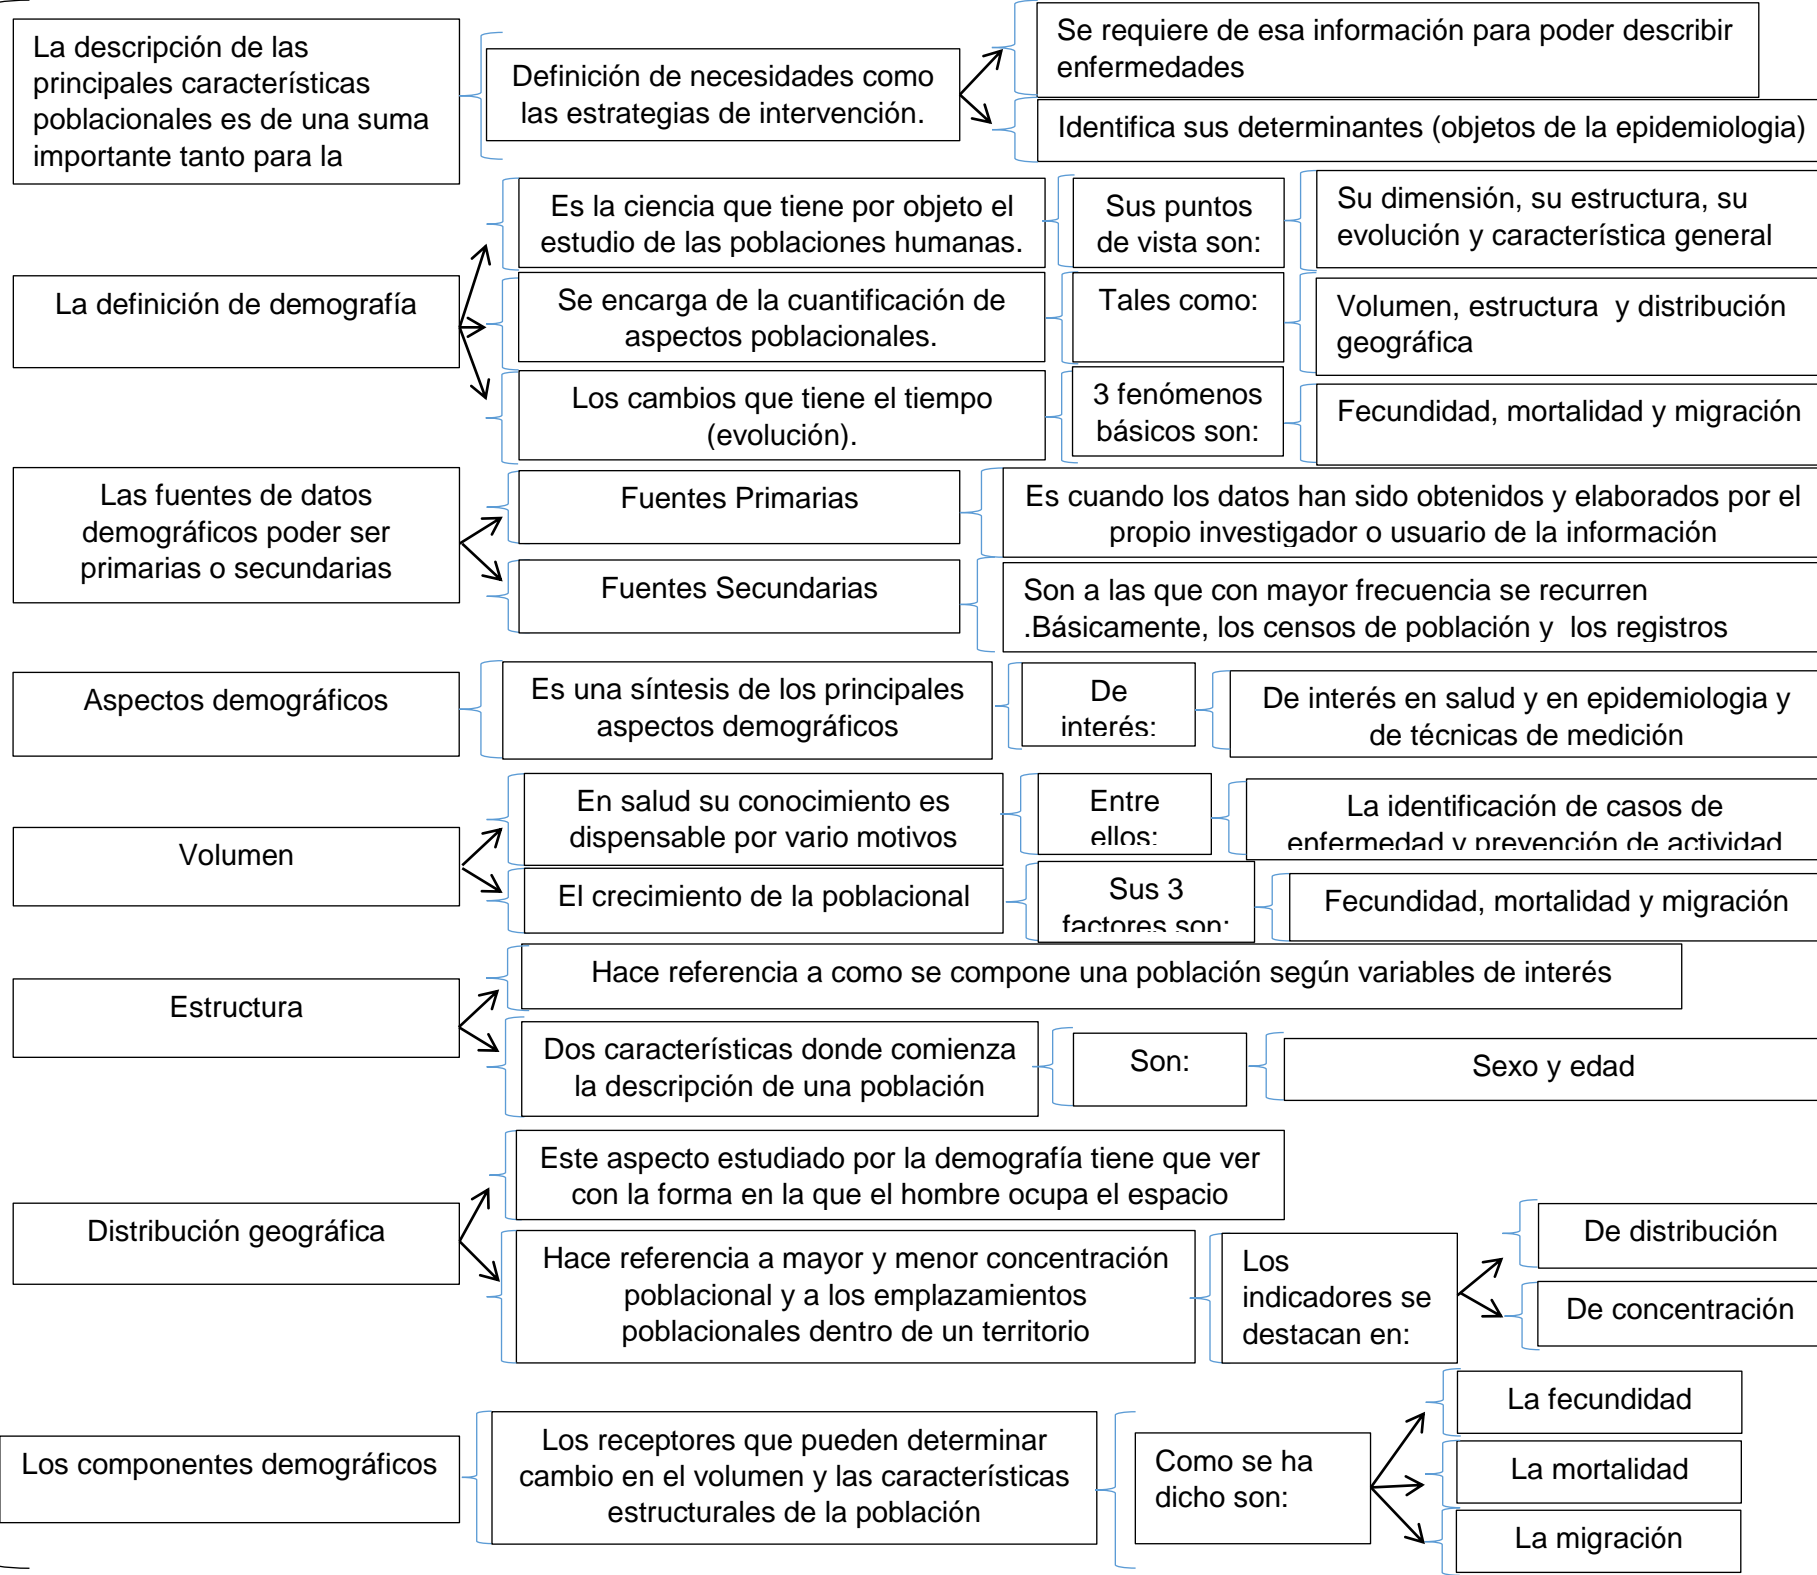 La descripción de las
principales características
poblacionales es de una suma
importante tanto para la
Definición de necesidades como
las estrategias de intervención.
Se requiere de esa información para poder describir
enfermedades
Identifica sus determinantes (objetos de la epidemiologia)
La definición de demografía
Es la ciencia que tiene por objeto el
estudio de las poblaciones humanas.
Sus puntos
de vista son:
Su dimensión, su estructura, su
evolución y característica general
Se encarga de la cuantificación de
aspectos poblacionales.
Tales como:
Volumen, estructura y distribución
geográfica
Los cambios que tiene el tiempo
(evolución).
3 fenómenos
básicos son:
Fecundidad, mortalidad y migración
Las fuentes de datos
demográficos poder ser
primarias o secundarias
Fuentes Primarias
Es cuando los datos han sido obtenidos y elaborados por el
propio investigador o usuario de la información
Fuentes Secundarias
Son a las que con mayor frecuencia se recurren
.Básicamente, los censos de población y los registros
Aspectos demográficos
Es una síntesis de los principales
aspectos demográficos
De
interés:
De interés en salud y en epidemiologia y
de técnicas de medición
Volumen
En salud su conocimiento es
dispensable por vario motivos
Entre
ellos:
La identificación de casos de
enfermedad y prevención de actividad
El crecimiento de la poblacional
Sus 3
factores son:
Fecundidad, mortalidad y migración
Estructura
Hace referencia a como se compone una población según variables de interés
Dos características donde comienza
la descripción de una población
Son:
Sexo y edad
Distribución geográfica
Este aspecto estudiado por la demografía tiene que ver
con la forma en la que el hombre ocupa el espacio
Hace referencia a mayor y menor concentración
poblacional y a los emplazamientos
poblacionales dentro de un territorio
Los
indicadores se
destacan en:
De distribución
De concentración
Los componentes demográficos
Los receptores que pueden determinar
cambio en el volumen y las características
estructurales de la población
Como se ha
dicho son:
La fecundidad
La mortalidad
La migración